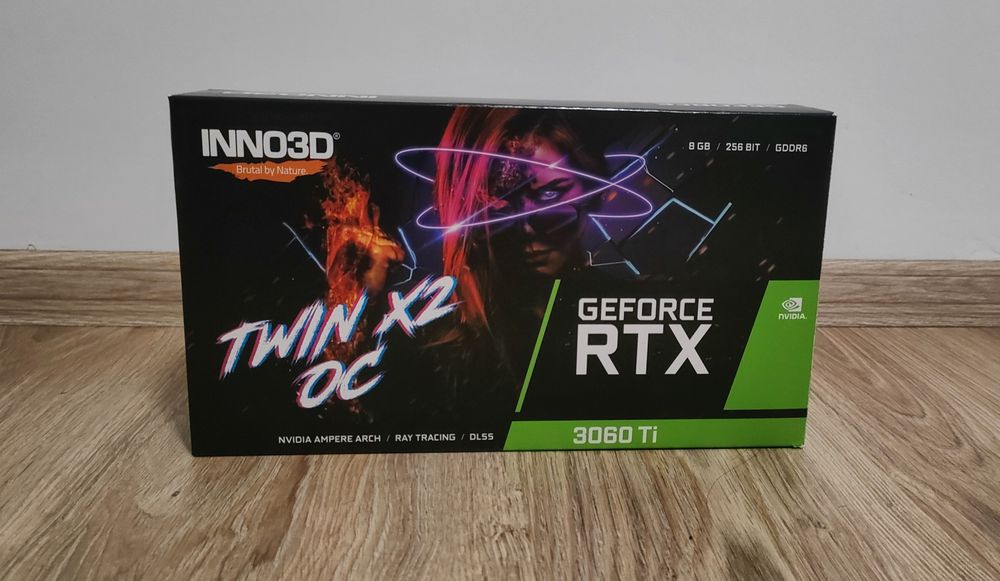 INNO3D®
Brutal by Nature.
8 GB / 256 BIT / GDDR6
TWIN X2
OC
GEFORCE
RTX
NVIDIA.
3060 Ti
NVIDIA AMPERE ARCH / RAY TRACING / DLSS